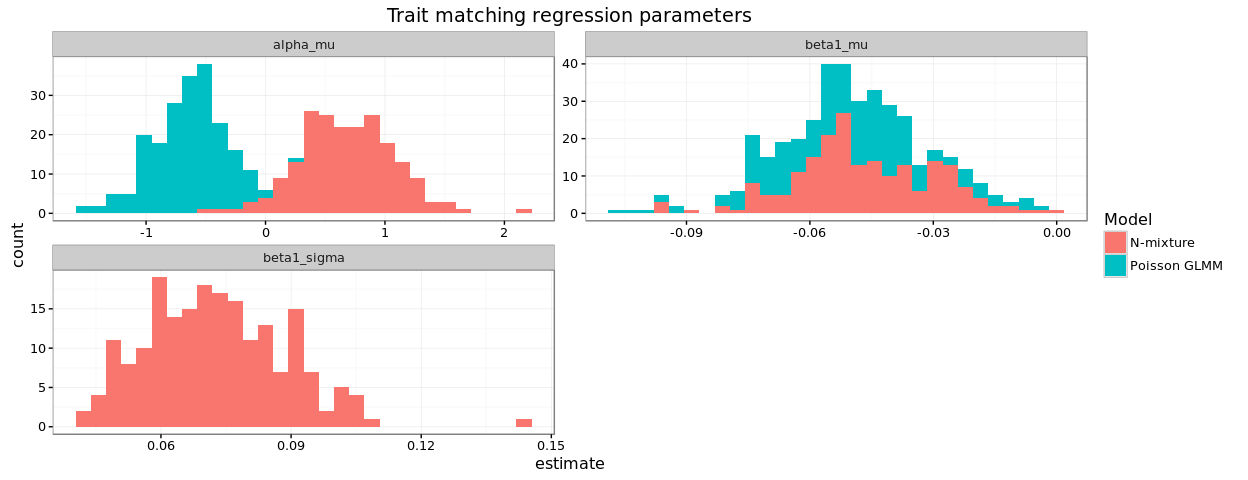 Trait matching regression parameters
alpha_mu
beta1_mu
30
20
10
0
-1
0
1
2
40
30
20
10
0
-0.09
-0.06
-0.03
0.00
count
beta1_sigma
15
10
5
0
0.06
0.09
0.12
0.15
estimate
Model
N-mixture
Poisson GLMM